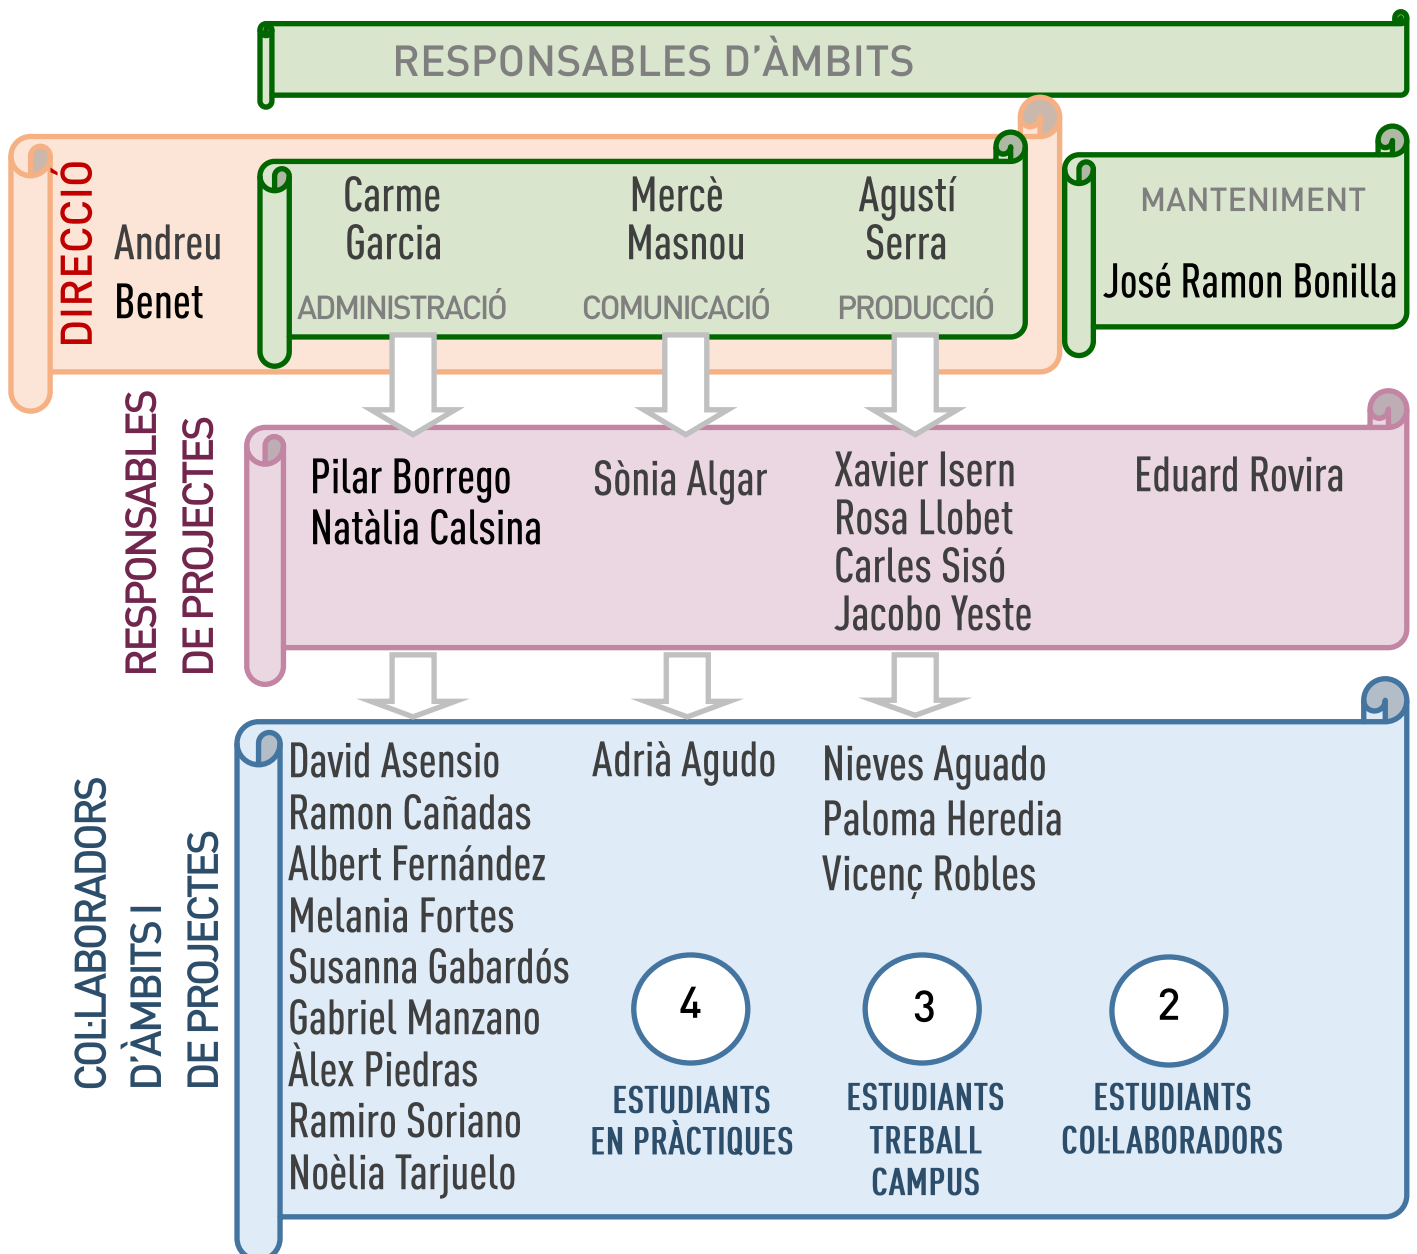 RESPONSABLES D'ÀMBITS
DIRECCIÓ
Andreu
Benet
Carme
Garcia
ADMINISTRACIÓ
Mercè
Masnou
COMUNICACIÓ
Agustí
Serra
PRODUCCIÓ
MANTENIMENT
José Ramon Bonilla
RESPONSABLES
DE PROJECTES
Pilar Borrego
Natàlia Calsina
Sònia Algar
Xavier Isern
Rosa Llobet
Carles Sisó
Jacobo Yeste
Eduard Rovira
COL·LABORADORS
D'ÀMBITS I
DE PROJECTES
David Asensio
Ramon Cañadas
Albert Fernández
Melania Fortes
Susanna Gabardós
Gabriel Manzano
Àlex Piedras
Ramiro Soriano
Noèlia Tarjuelo
Adrià Agudo
Nieves Aguado
Paloma Heredia
Vicenç Robles
4
ESTUDIANTS
EN PRÀCTIQUES
3
ESTUDIANTS
TREBALL
CAMPUS
2
ESTUDIANTS
COL·LABORADORS